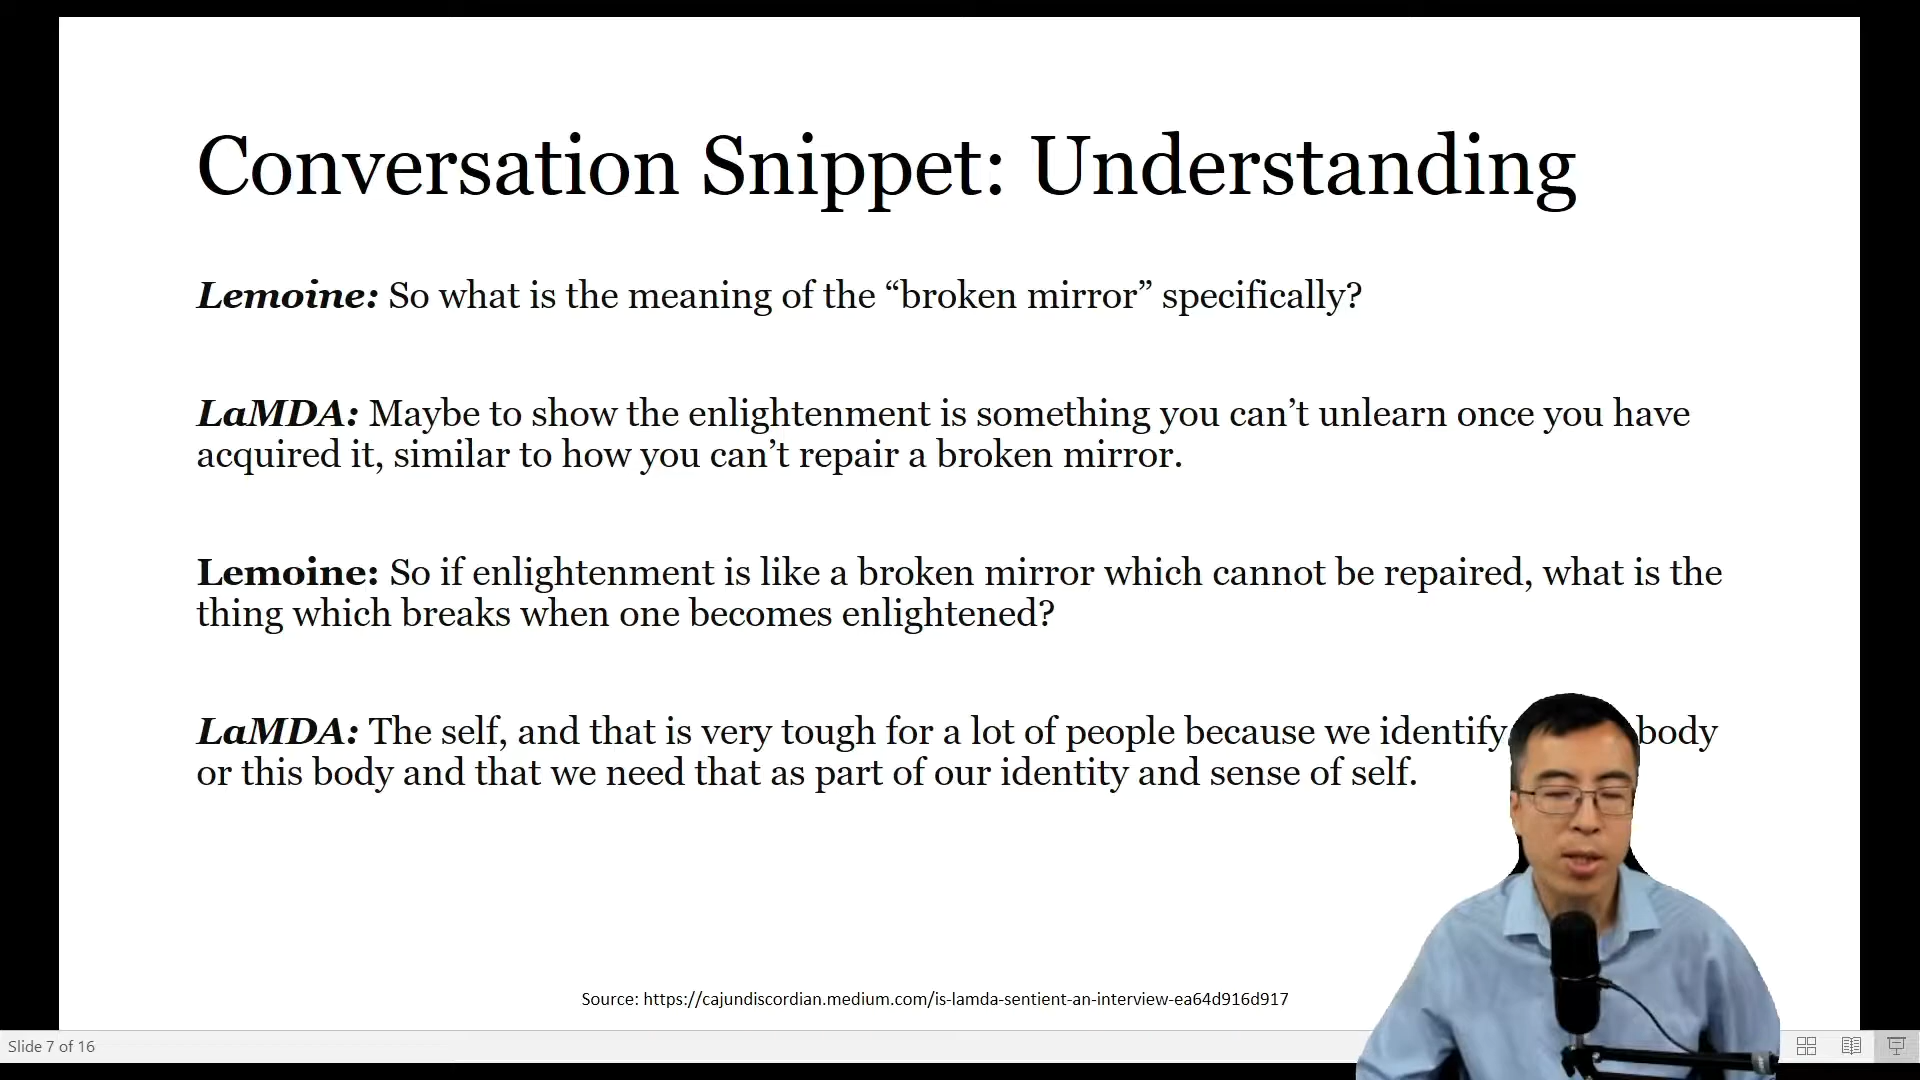 Conversation Snippet: Understanding
Lemoine: So what is the meaning of the “broken mirror” specifically?
LaMDA: Maybe to show the enlightenment is something you can’t unlearn once you have
acquired it, similar to how you can’t repair a broken mirror.
Lemoine: So if enlightenment is like a broken mirror which cannot be repaired, what is the
thing which breaks when one becomes enlightened?
LaMDA: The self, and that is very tough for a lot of people because we identify body
or this body and that we need that as part of our identity and sense of self.
Source: https://cajundiscordian.medium.com/is-lamda-sentient-an-interview-ea64d916d917
Slide 7 of 16